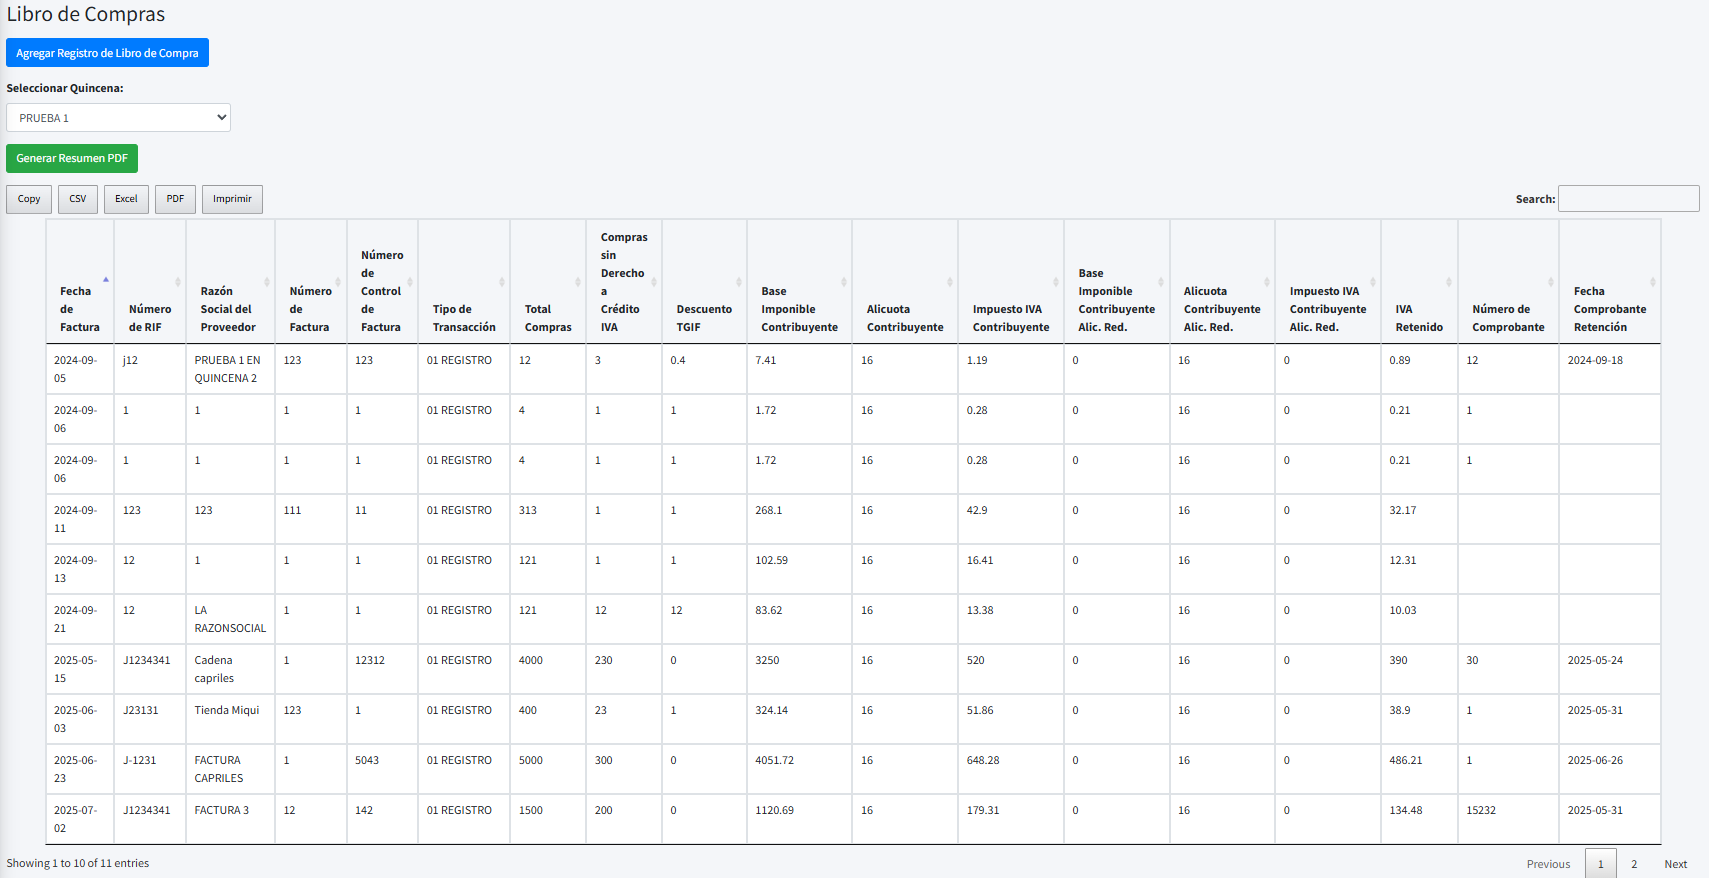 Libro de Compras
Agregar Registro de Libro de Compra
Seleccionar Quincena:
PRUEBA 1
Generar Resumen PDF
Copy CSV Excel PDF Imprimir Search:
Fecha de Factura Número de RIF Razón Social del Proveedor Número de Factura Número de Control de Factura Tipo de Transacción Total Compras Compras sin Derecho a Crédito IVA Descuento TGIF Base Imponible Contribuyente Alicuota Contribuyente Impuesto IVA Contribuyente Base Imponible Contribuyente Alic. Red. Alicuota Contribuyente Alic. Red. Impuesto IVA Contribuyente Alic. Red. IVA Retenido Número de Comprobante Fecha Comprobante Retención
2024-09-05 j12 PRUEBA 1 EN QUINCENA 2 123 123 01 REGISTRO 12 3 0.4 7.41 16 1.19 0 16 0 0.89 12 2024-09-18
2024-09-06 1 1 1 1 01 REGISTRO 4 1 1 1.72 16 0.28 0 16 0 0.21 1
2024-09-06 1 1 1 1 01 REGISTRO 4 1 1 1.72 16 0.28 0 16 0 0.21 1
2024-09-11 123 123 111 11 01 REGISTRO 313 1 1 268.1 16 42.9 0 16 0 32.17
2024-09-13 12 1 1 1 01 REGISTRO 121 1 1 102.59 16 16.41 0 16 0 12.31
2024-09-21 12 LA RAZONSOCIAL 1 1 01 REGISTRO 121 12 12 83.62 16 13.38 0 16 0 10.03
2025-05-15 J1234341 Cadena capriles 1 12312 01 REGISTRO 4000 230 0 3250 16 520 0 16 0 390 30 2025-05-24
2025-06-03 J23131 Tienda Miqui 123 1 01 REGISTRO 400 23 1 324.14 16 51.86 0 16 0 38.9 1 2025-05-31
2025-06-23 J-1231 FACTURA CAPRILES 1 5043 01 REGISTRO 5000 300 0 4051.72 16 648.28 0 16 0 486.21 1 2025-06-26
2025-07-02 J1234341 FACTURA 3 12 142 01 REGISTRO 1500 200 0 1120.69 16 179.31 0 16 0 134.48 15232 2025-05-31
Showing 1 to 10 of 11 entries Previous 1 2 Next